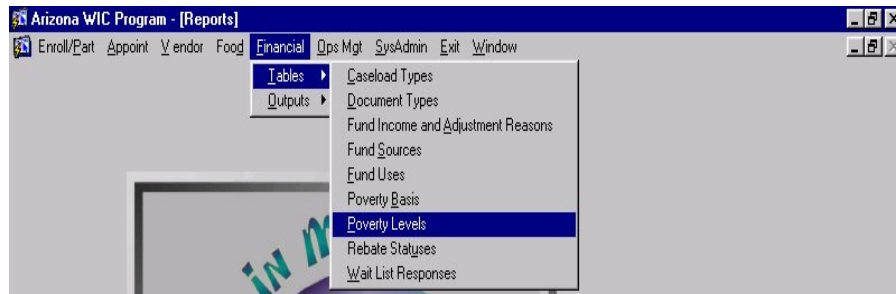 Arizona WIC Program - [Reports]
Enroll/Part Appoint Vendor Food Financial Ops Mgt SysAdmin Exit Window
Tables
Outputs
Caseload Types
Document Types
Fund Income and Adjustment Reasons
Fund Sources
Fund Uses
Poverty Basis
Poverty Levels
Rebate Statuses
Wait List Responses
in m